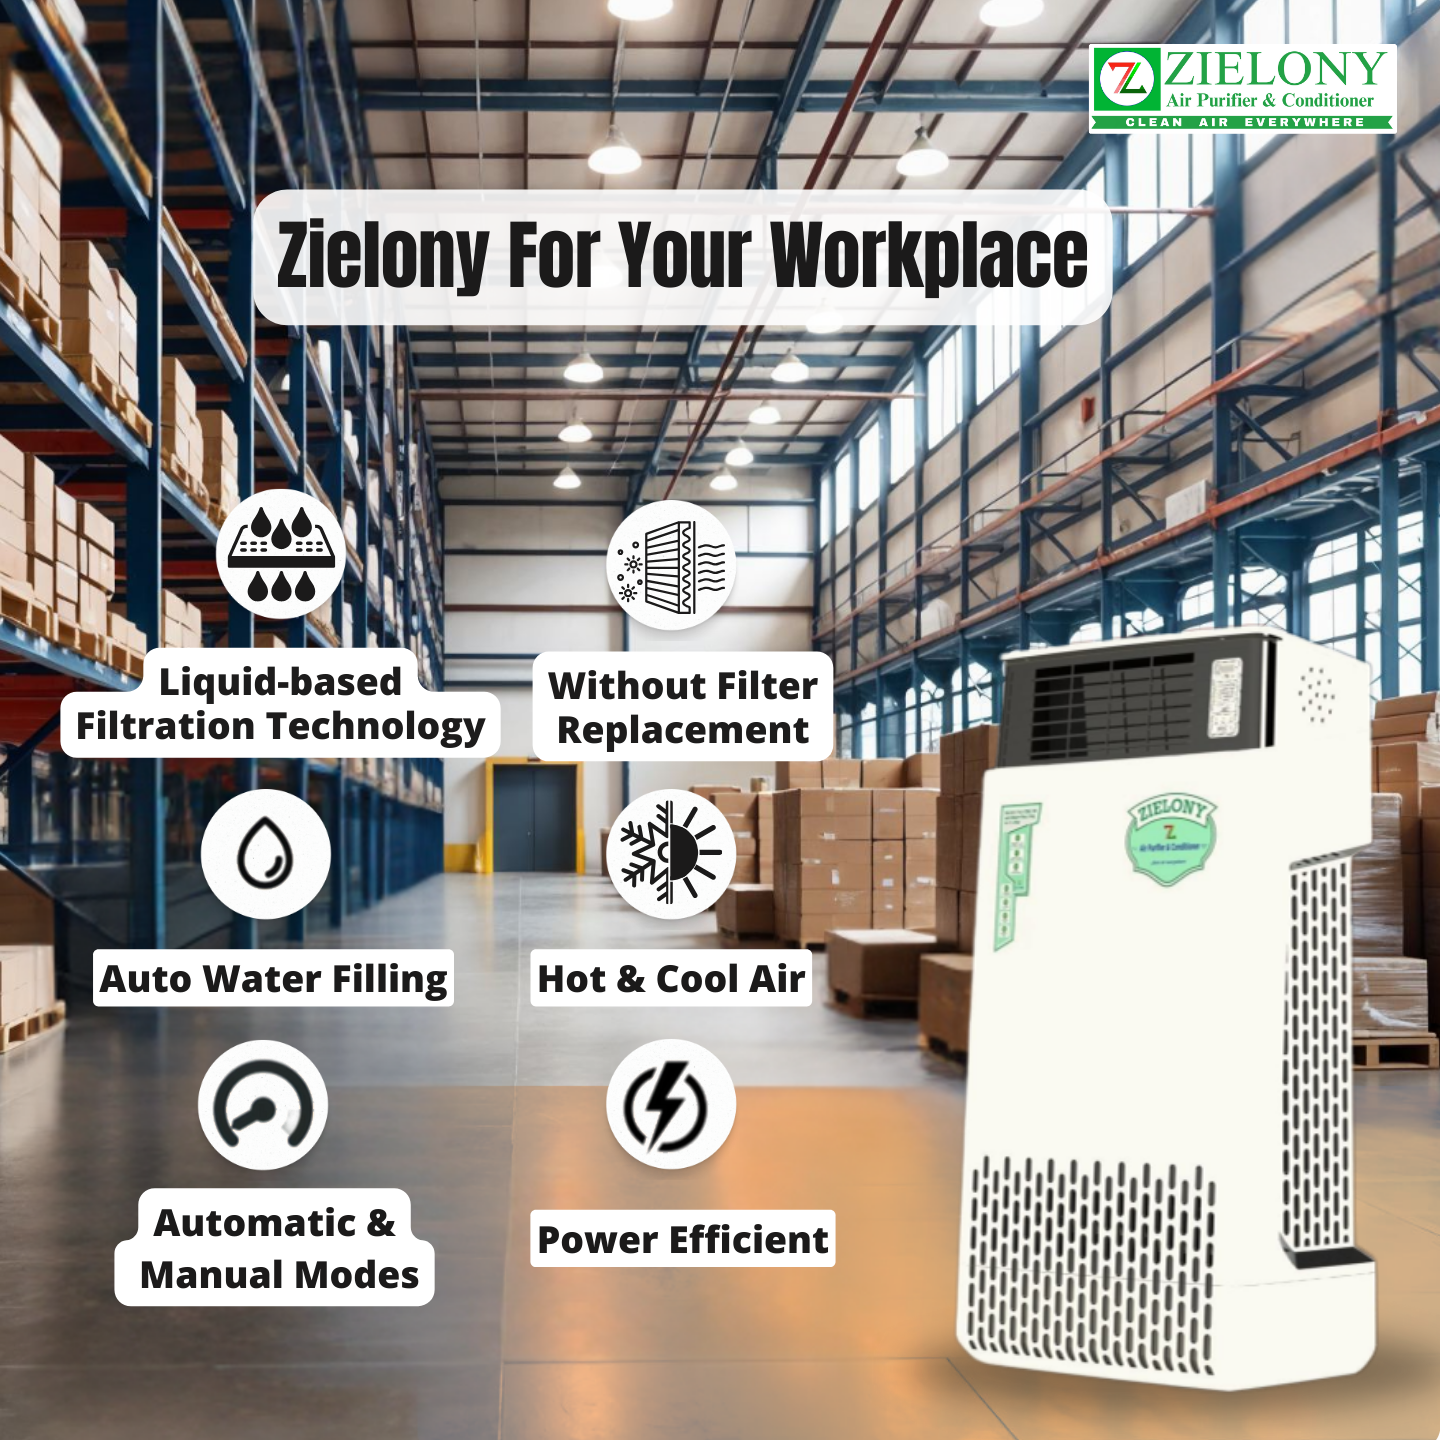 ZIELONY
Air Purifier & Conditioner
CLEAN AIR EVERYWHERE
Zielony For Your Workplace
Liquid-based
Filtration Technology
Without Filter
Replacement
Auto Water Filling
Hot & Cool Air
Automatic &
Manual Modes
Power Efficient
ZIELONY
Air Purifier & Conditioner